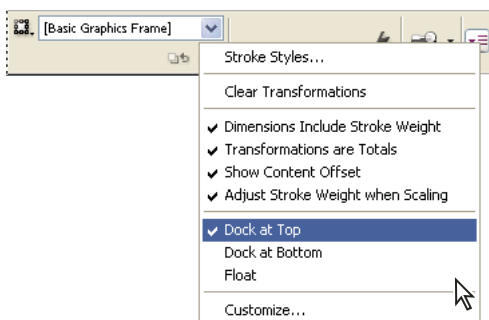 [Basic Graphics Frame]
Stroke Styles...
Clear Transformations
Dimensions Include Stroke Weight
Transformations are Totals
Show Content Offset
Adjust Stroke Weight when Scaling
Dock at Top
Dock at Bottom
Float
Customize...